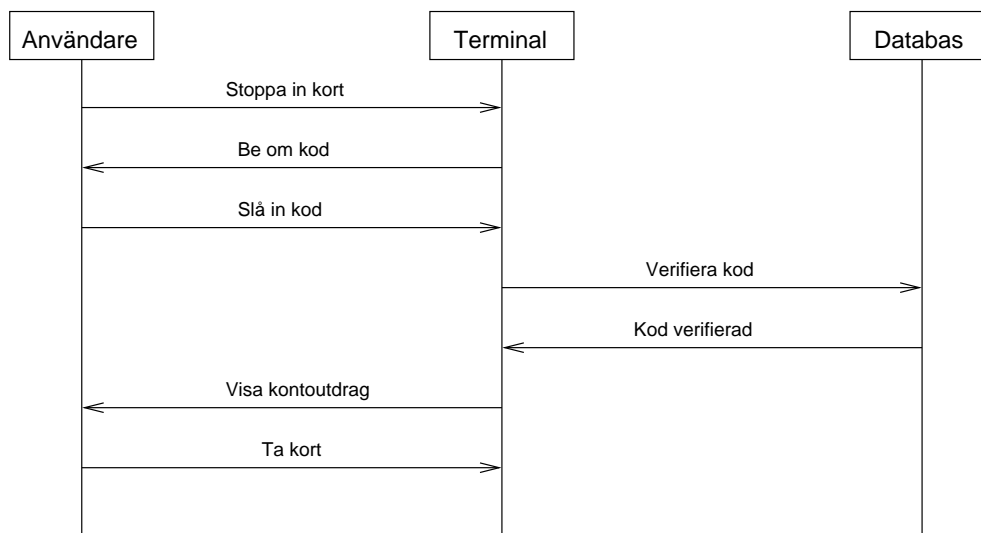 Användare
Terminal
Databas
Stoppa in kort
Be om kod
Slå in kod
Verifiera kod
Kod verifierad
Visa kontoutdrag
Ta kort